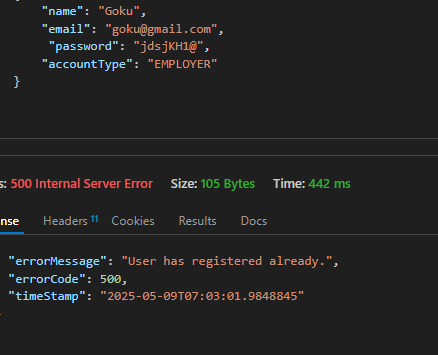 "name": "Goku",
"email": "goku@gmail.com",
"password": "jdsjKH1@",
"accountType": "EMPLOYER"
}
s: 500 Internal Server Error Size: 105 Bytes Time: 442 ms
nse Headers 11 Cookies Results Docs
"errorMessage": "User has registered already.",
"errorCode": 500,
"timeStamp": "2025-05-09T07:03:01.9848845"